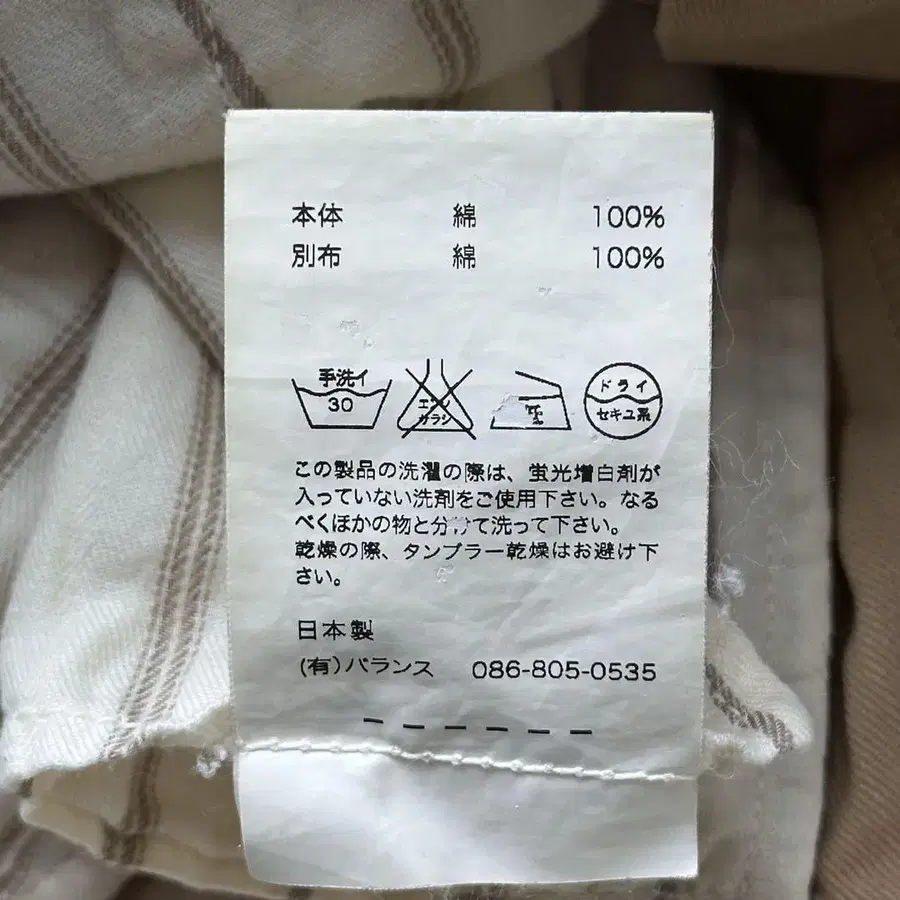 本体 綿 100%
別布 綿 100%
手洗イ 30
エンソ サラシ
ドライ セキユ系
この製品の洗濯の際は、蛍光増白剤が
入っていない洗剤をご使用下さい。なる
べくほかの物と分けて洗って下さい。
乾燥の際、タンブラー乾燥はお避け下
さい。
日本製
(有)バランス 086-805-0535